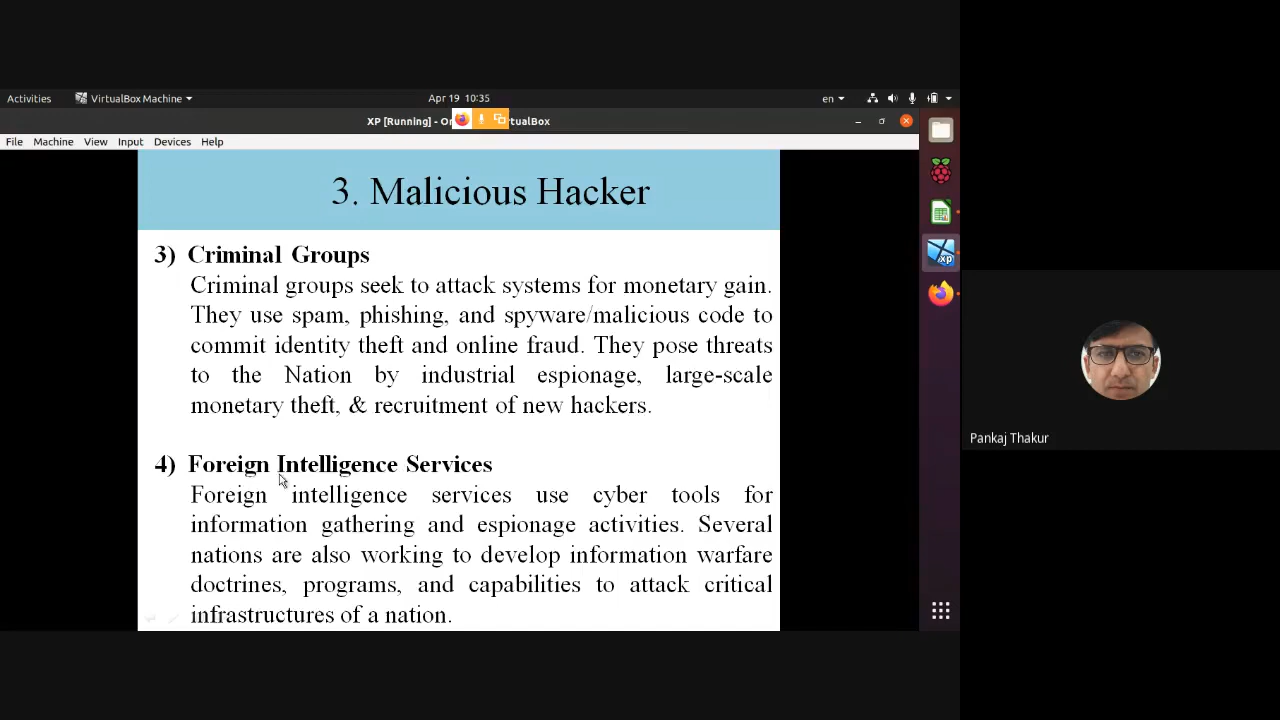 Activities VirtualBox Machine Apr 19 10:35 en
XP [Running] - Or rtualBox
File Machine View Input Devices Help
3. Malicious Hacker
3) Criminal Groups
Criminal groups seek to attack systems for monetary gain.
They use spam, phishing, and spyware/malicious code to
commit identity theft and online fraud. They pose threats
to the Nation by industrial espionage, large-scale
monetary theft, & recruitment of new hackers.
4) Foreign Intelligence Services
Foreign intelligence services use cyber tools for
information gathering and espionage activities. Several
nations are also working to develop information warfare
doctrines, programs, and capabilities to attack critical
infrastructures of a nation.
xp
Pankaj Thakur